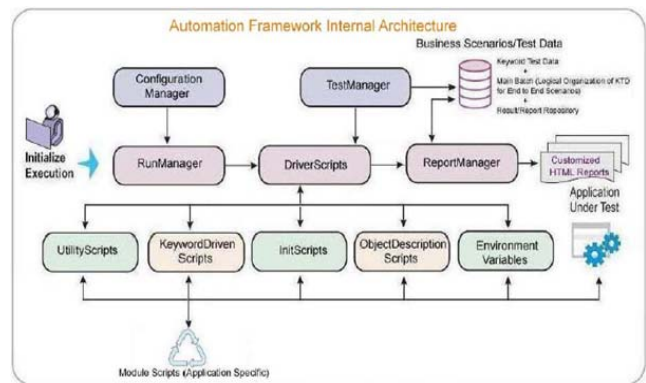 Automation Framework Internal Architecture
Business Scenarios/Test Data
Configuration
Manager
TestManager
Keyword Test Data
+
Main Batch (Logical Organization of KTD
for End to End Scenarios)
+
Result/Report Repository
Initialize
Execution
RunManager
DriverScripts
ReportManager
Customized
HTML Reports
Application
Under Test
UtilityScripts
KeywordDriven
Scripts
InitScripts
ObjectDescription
Scripts
Environment
Variables
Module Scripts (Application Specific)